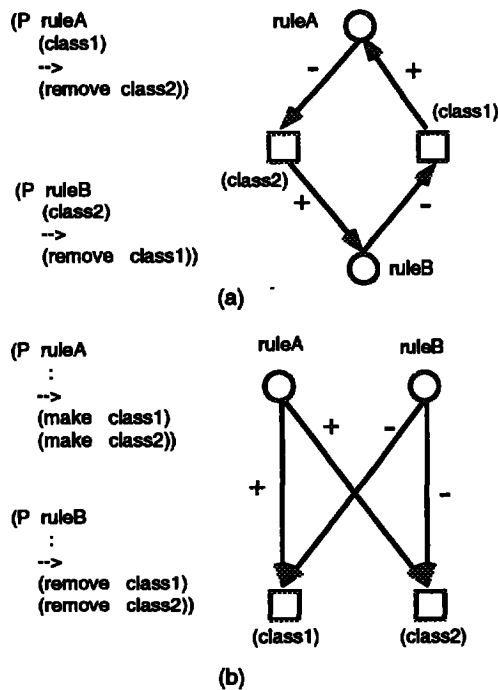 (P ruleA
(class1)
-->
(remove class2))
(P ruleB
(class2)
-->
(remove class1))
ruleA
-
+
(class1)
(class2)
+
-
ruleB
(a)
(P ruleA
:
-->
(make class1)
(make class2))
(P ruleB
:
-->
(remove class1)
(remove class2))
ruleA
ruleB
+
-
+
-
(class1)
(class2)
(b)